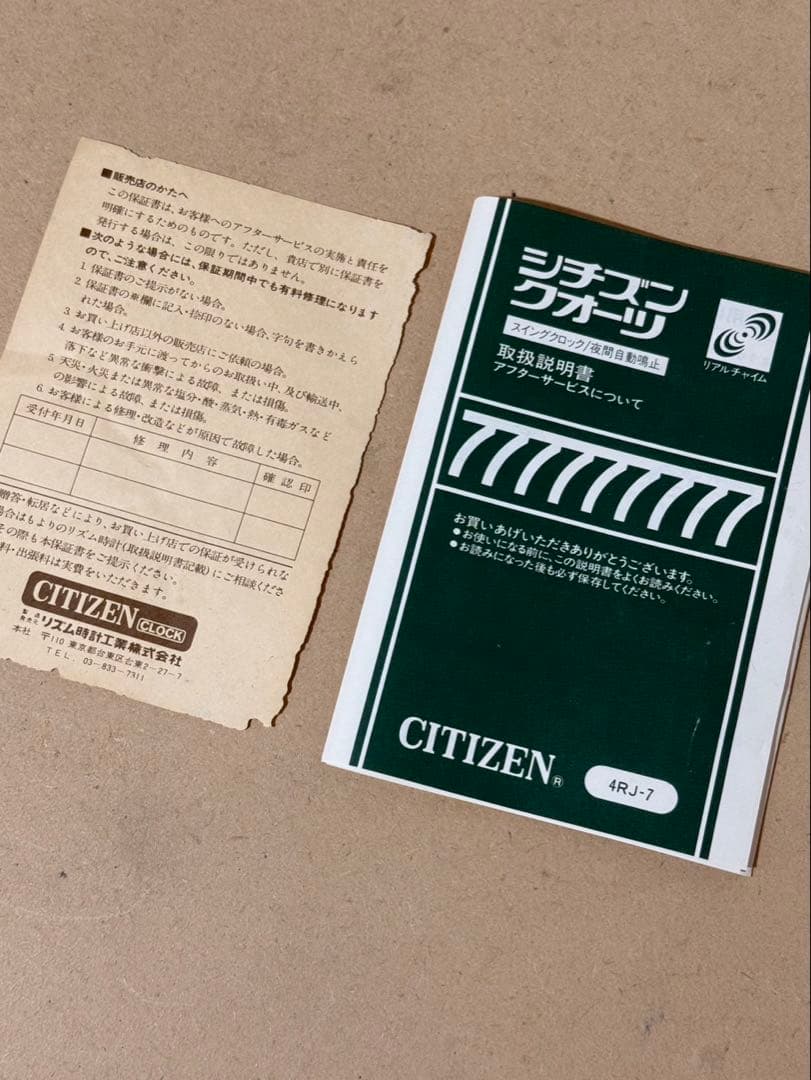 ■販売店のかたへ
この保証書は、お客様へのアフターサービスの実施と責任を
明確にするためのものです。ただし、貴店で別に保証書を
発行する場合は、この限りではありません。
■次のような場合には、保証期間中でも有料修理になります
ので、ご注意ください。
1. 保証書のご提示がない場合。
2. 保証書の※欄に記入・捺印のない場合、字句を書きかえら
れた場合。
3. お買い上げ店以外の販売店にご依頼の場合。
4. お客様のお手元に渡ってからのお取扱い中、及び輸送中、
落下など異常な衝撃による故障、または損傷。
5. 天災・火災または異常な塩分・酸・蒸気・熱・有毒ガスなど
の影響による故障、または損傷。
6. お客様による修理・改造などが原因で故障した場合。
受付年月日 修理内容 確認印
贈答・転居などにより、お買い上げ店での保証が受けられな
場合はもよりのリズム時計(取扱説明書記載)にご相談くださ
その際も本保証書をご提示ください。
料・出張料は実費をいただきます。
CITIZEN CLOCK
製造発売元 リズム時計工業株式会社
本社 〒110 東京都台東区台東2-27-7
TEL. 03-833-7311
シチズン
クオーツ
スイングクロック/夜間自動鳴止
取扱説明書
アフターサービスについて
リアルチャイム
777777777
お買いあげいただきありがとうございます。
●お使いになる前に、この説明書をよくお読みください。
●お読みになった後も必ず保存してください。
CITIZEN®
4RJ-7